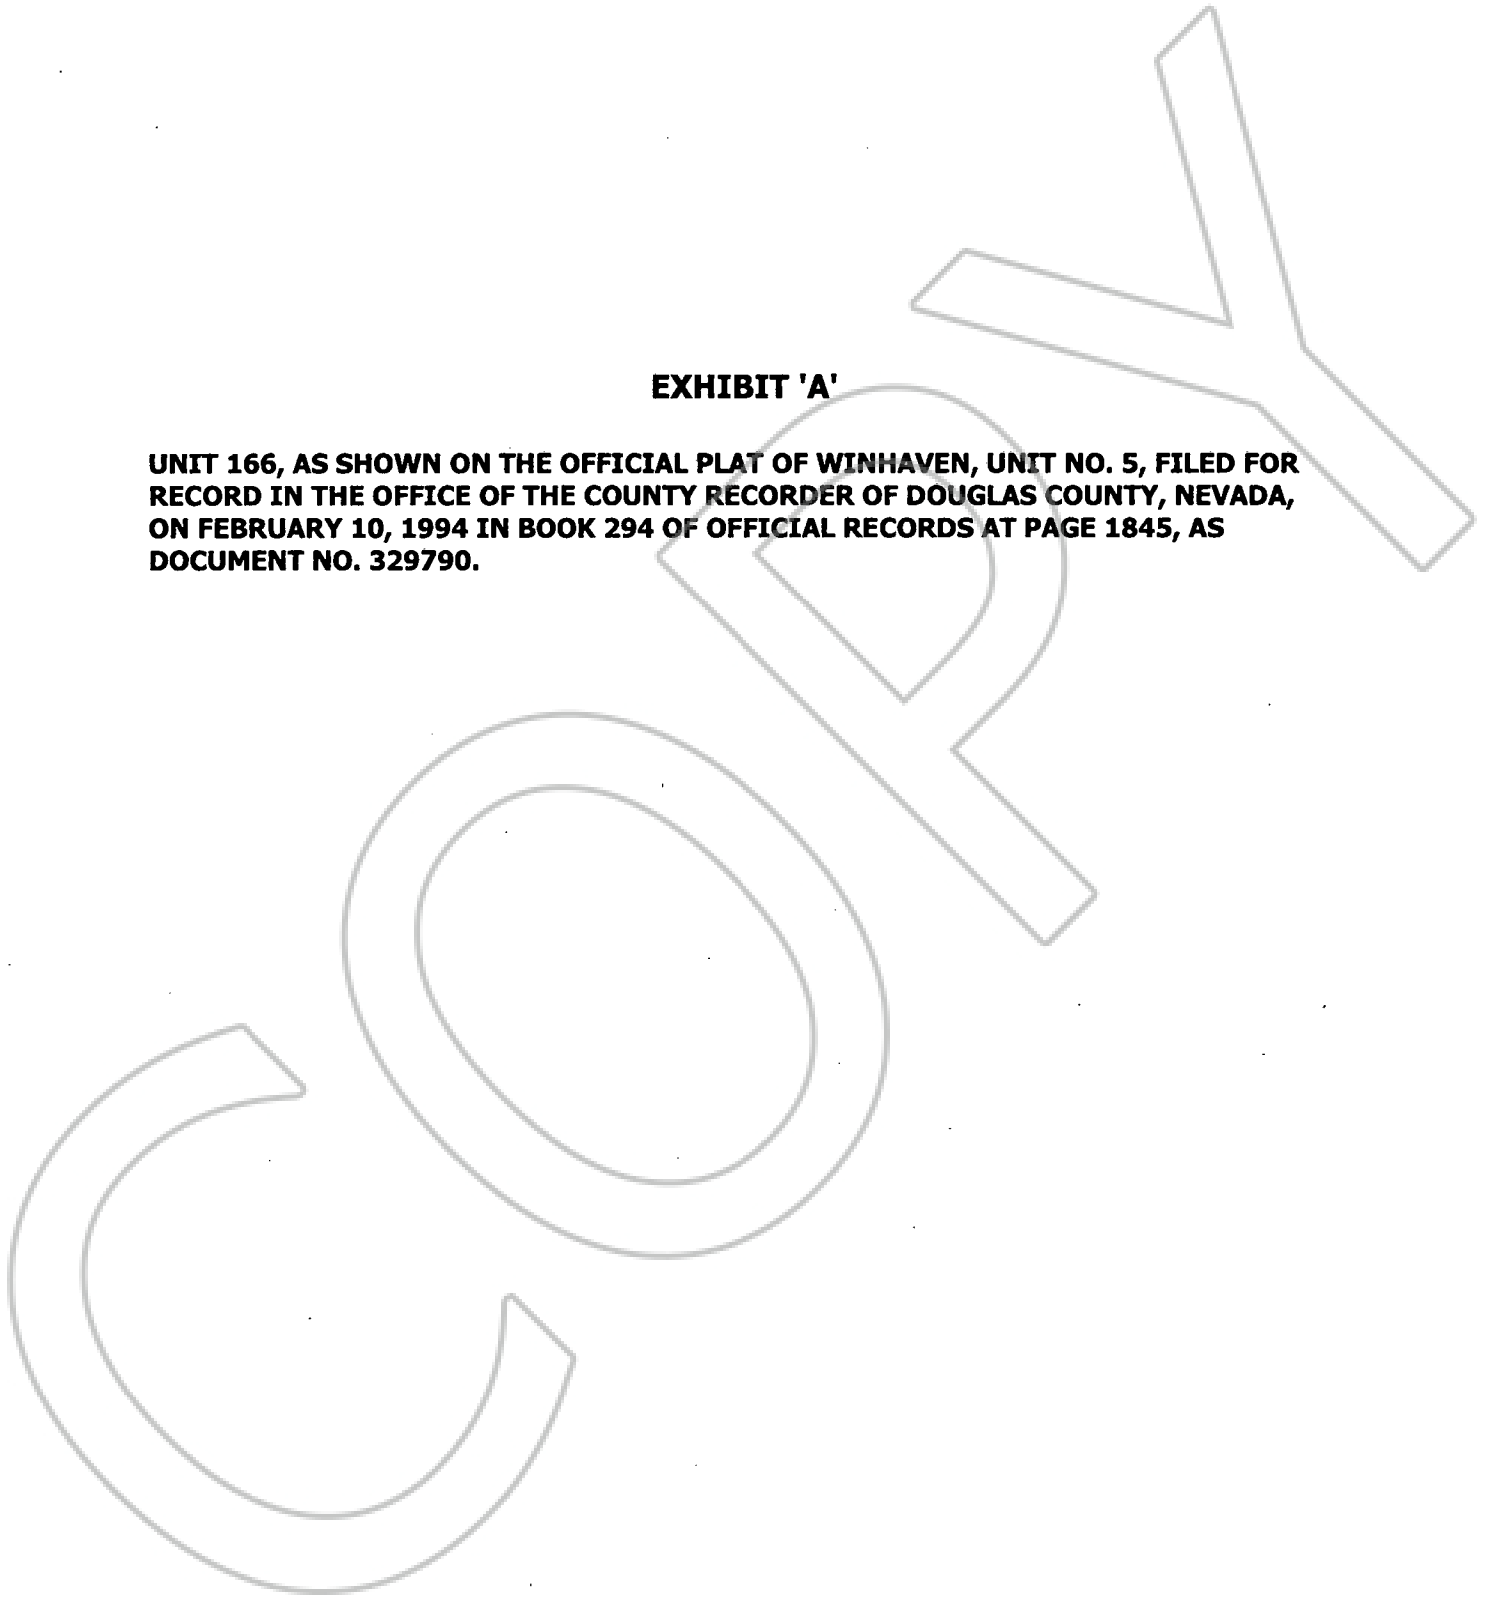 EXHIBIT 'A'
UNIT 166, AS SHOWN ON THE OFFICIAL PLAT OF WINHAVEN, UNIT NO. 5, FILED FOR
RECORD IN THE OFFICE OF THE COUNTY RECORDER OF DOUGLAS COUNTY, NEVADA,
ON FEBRUARY 10, 1994 IN BOOK 294 OF OFFICIAL RECORDS AT PAGE 1845, AS
DOCUMENT NO. 329790.
COPY